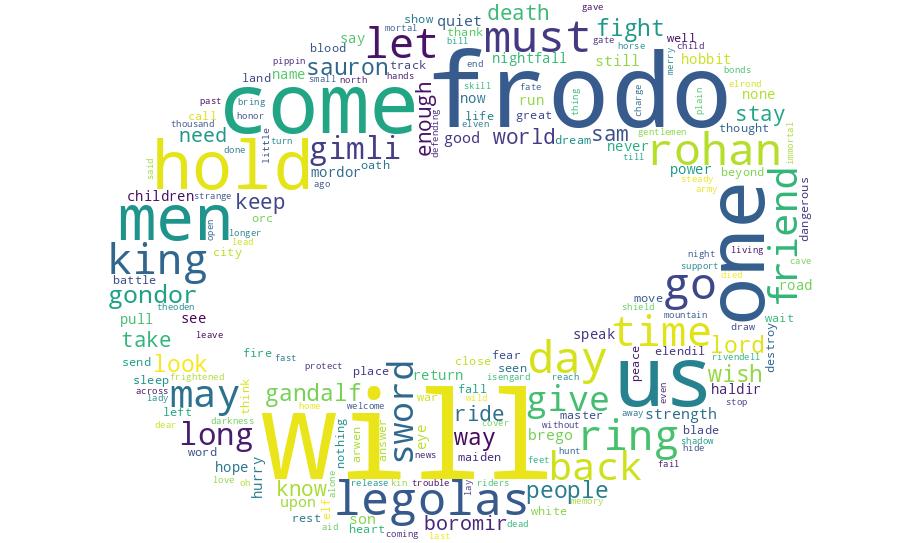 gave
show quiet death
mortal thank fight
say bill let must gate horse well child
pippin blood nightfall still hobbit
sauron frodo merry bonds elrond
small hands end
land track now skill fate run thing charge plain none
name north come life great stay
past bring enough defending
call honor good world dream sam gentlemen thought
thousand need done turn little gimli never rohan immortal
hold mordor oath till power beyond
said ago steady army
children strange keep one friend dangerous
men orc open longer
lead city night living
king support died cave
battle go road
gondor theoden move shield draw
pull see leave mountain wait
take time speak peace elendil lord destroy
send look fire fast day fear close us rivendell
sleep frightened protect place seen isengard reach even wish haldir
across may gandalf sword return fall wild give master away strength stop
lady think home welcome war cover ride without blade
left will eye brego shadow
dear darkness nothing arwen answer way ring hide
long news maiden hunt fail
word
hope hurry love oh feet back
know alone release kin trouble lay riders people memory
upon elf legolas white
rest son boromir dead
aid heart coming last